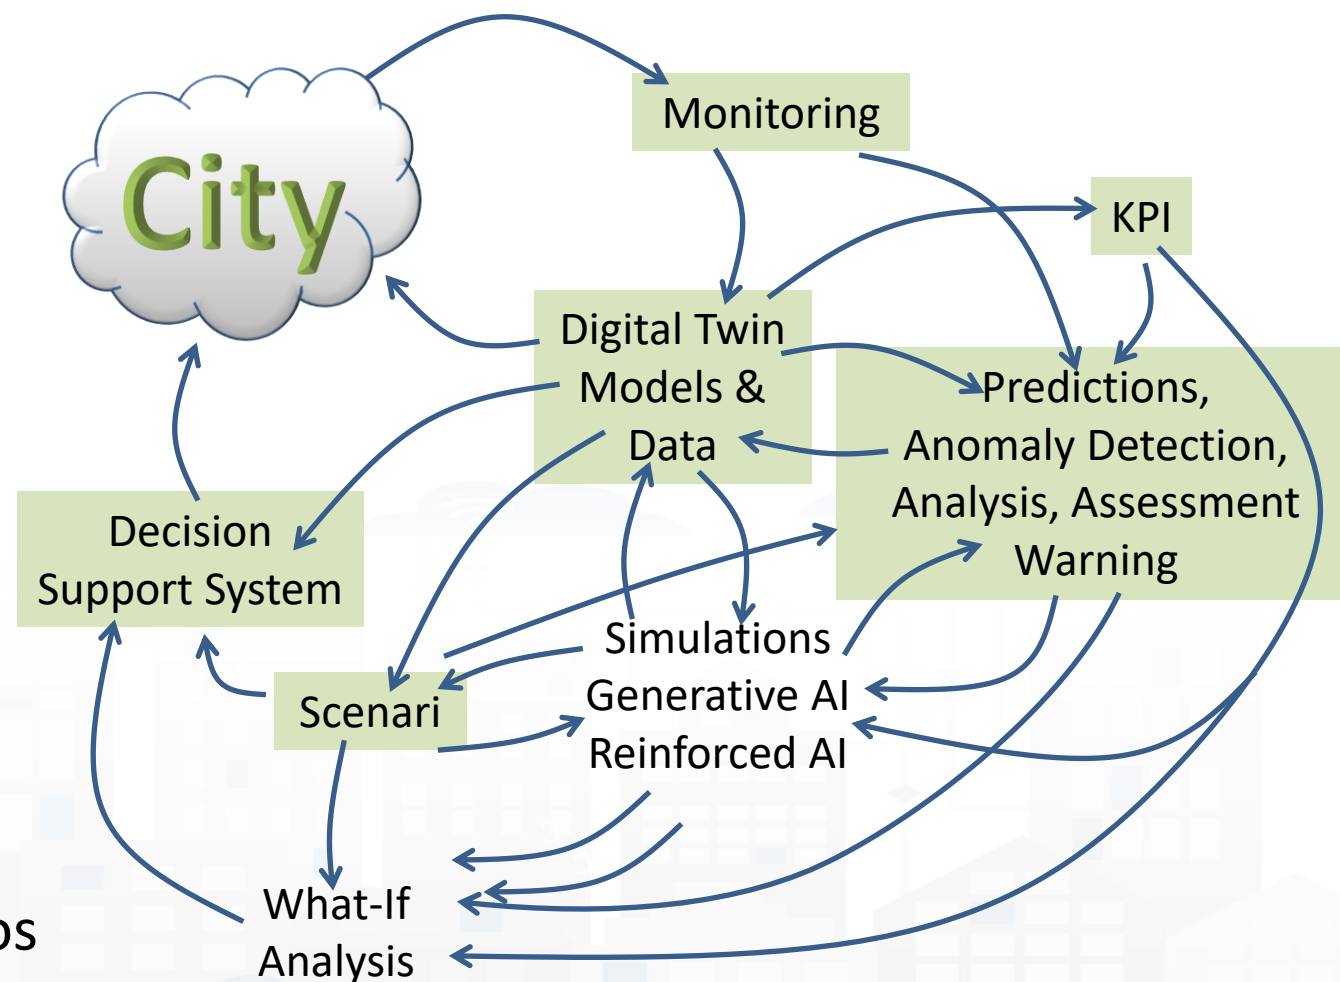 City
Monitoring
KPI
Digital Twin
Models &
Data
Predictions,
Anomaly Detection,
Analysis, Assessment
Warning
Decision
Support System
Simulations
Generative AI
Reinforced AI
Scenari
What-If
Analysis